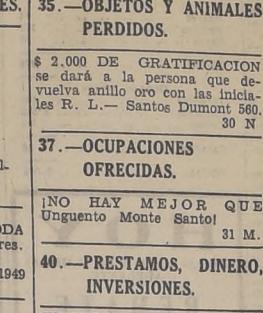 ES.
35.—OBJETOS Y ANIMALES
PERDIDOS.
$ 2.000 DE GRATIFICACION
se dará a la persona que de-
vuelva anillo oro con las inicia-
les R. L.— Santos Dumont 560.
30 N
37.—OCUPACIONES
OFRECIDAS.
¡NO HAY MEJOR QUE
Unguento Monte Santo!
31 M.
40.—PRESTAMOS, DINERO,
INVERSIONES.
l-
ODA
res.
1949